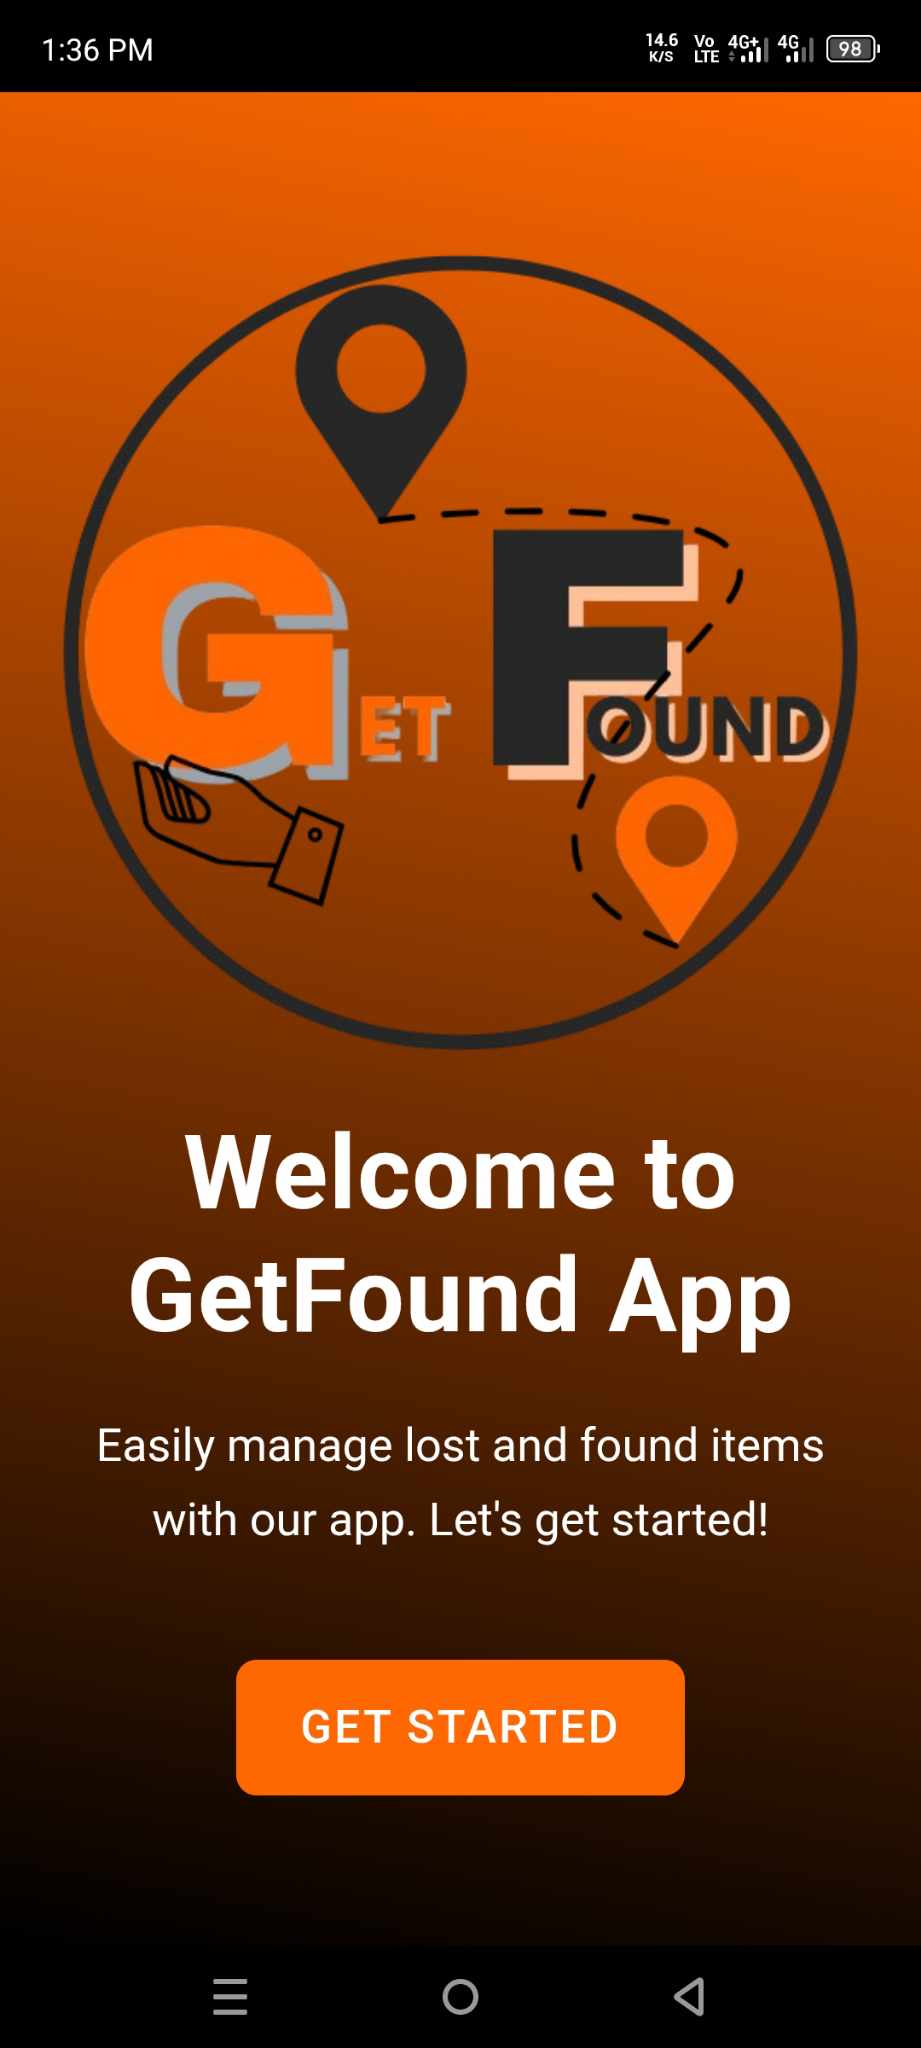 1:36 PM
14.6 K/S Vo LTE 4G+ 4G 98
GET FOUND
Welcome to
GetFound App
Easily manage lost and found items
with our app. Let's get started!
GET STARTED